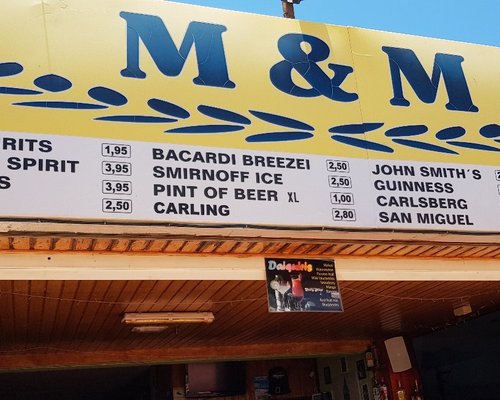 M & M
RITS 1,95
SPIRIT 3,95
S 3,95
2,50
BACARDI BREEZEI 2,50
SMIRNOFF ICE 2,50
PINT OF BEER XL 1,00
CARLING 2,80
JOHN SMITH´S
GUINNESS
CARLSBERG
SAN MIGUEL
Daiquiris